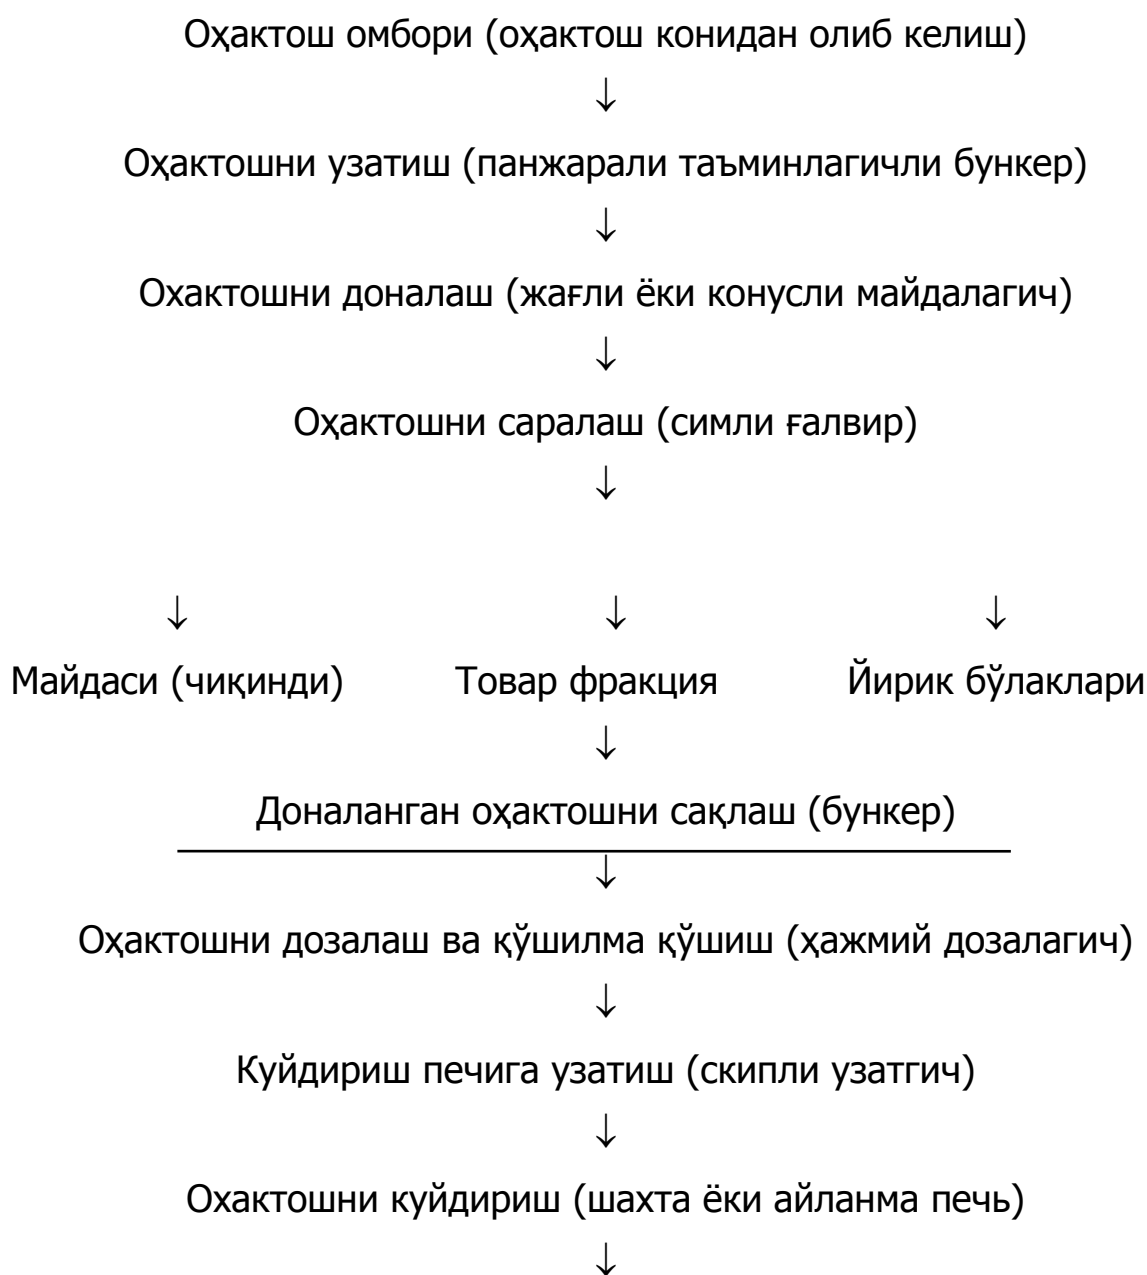 Оҳактош омбори (оҳактош конидан олиб келиш)
↓
Оҳактошни узатиш (панжарали таъминлагичли бункер)
↓
Охактошни доналаш (жағли ёки конусли майдалагич)
↓
Оҳактошни саралаш (симли ғалвир)
↓
↓ ↓ ↓
Майдаси (чиқинди) Товар фракция Йирик бўлаклари
↓
Доналанган оҳактошни сақлаш (бункер)
↓
Оҳактошни дозалаш ва қўшилма қўшиш (ҳажмий дозалагич)
↓
Куйдириш печига узатиш (скипли узатгич)
↓
Охактошни куйдириш (шахта ёки айланма печь)
↓